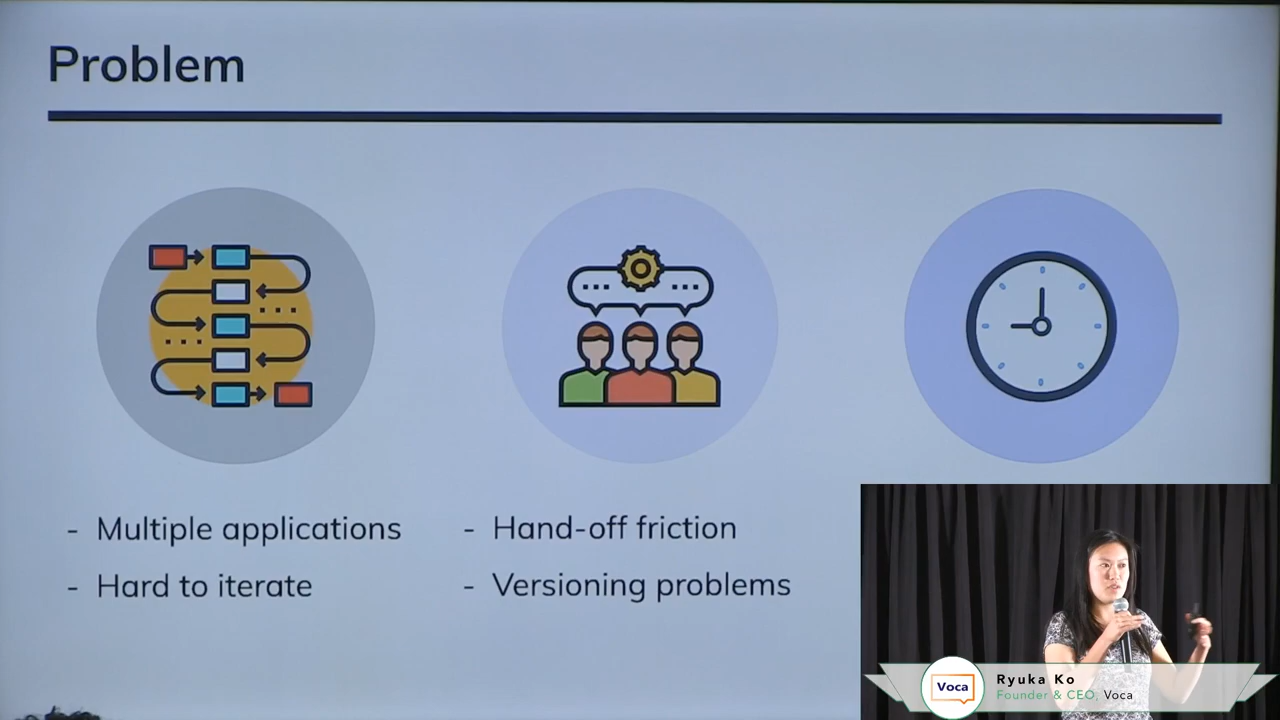 Problem
- Multiple applications
- Hard to iterate
- Hand-off friction
- Versioning problems
Voca
Ryuka Ko
Founder & CEO, Voca